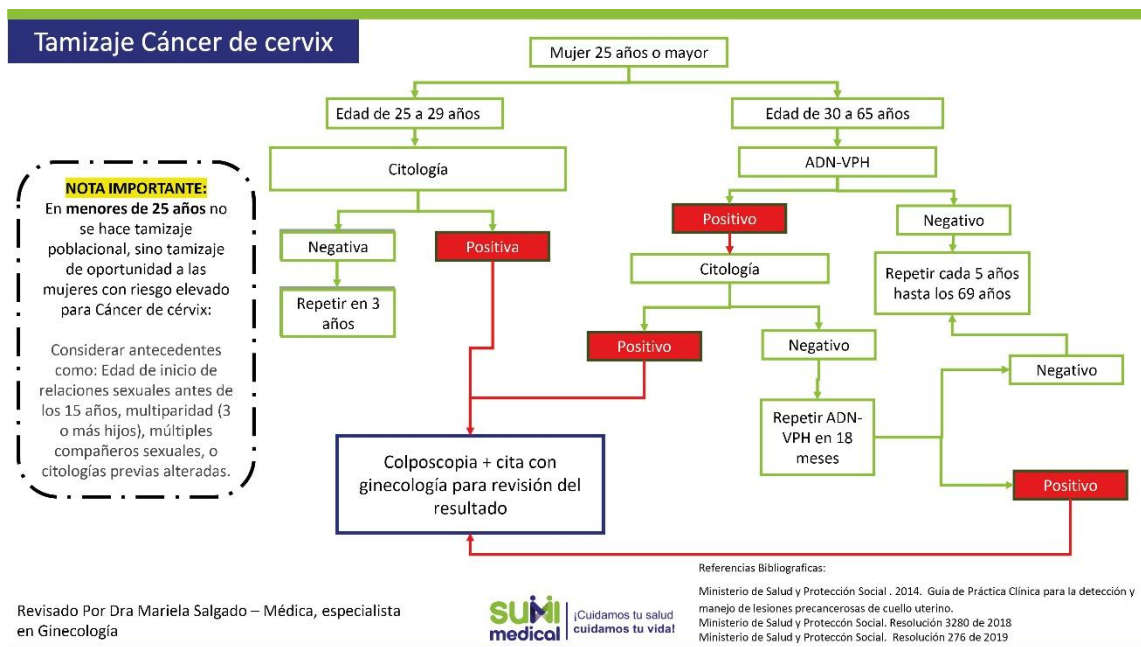 Tamizaje Cáncer de cervix
Mujer 25 años o mayor
Edad de 25 a 29 años
Edad de 30 a 65 años
Citología
ADN-VPH
NOTA IMPORTANTE:
En menores de 25 años no
se hace tamizaje
poblacional, sino tamizaje
de oportunidad a las
mujeres con riesgo elevado
para Cáncer de cérvix:
Considerar antecedentes
como: Edad de inicio de
relaciones sexuales antes de
los 15 años, multiparidad (3
o más hijos), múltiples
compañeros sexuales, o
citologías previas alteradas.
Negativa
Positiva
Repetir en 3
años
Positivo
Negativo
Citología
Repetir cada 5 años
hasta los 69 años
Positivo
Negativo
Negativo
Repetir ADN-
VPH en 18
meses
Positivo
Colposcopia + cita con
ginecología para revisión del
resultado
Revisado Por Dra Mariela Salgado – Médica, especialista
en Ginecología
SUMI
medical
¡Cuidamos tu salud
cuidamos tu vida!
Referencias Bibliograficas:
Ministerio de Salud y Protección Social . 2014. Guía de Práctica Clínica para la detección y
manejo de lesiones precancerosas de cuello uterino.
Ministerio de Salud y Proteccón Social. Resolución 3280 de 2018
Ministerio de Salud y Proteccón Social. Resolución 276 de 2019